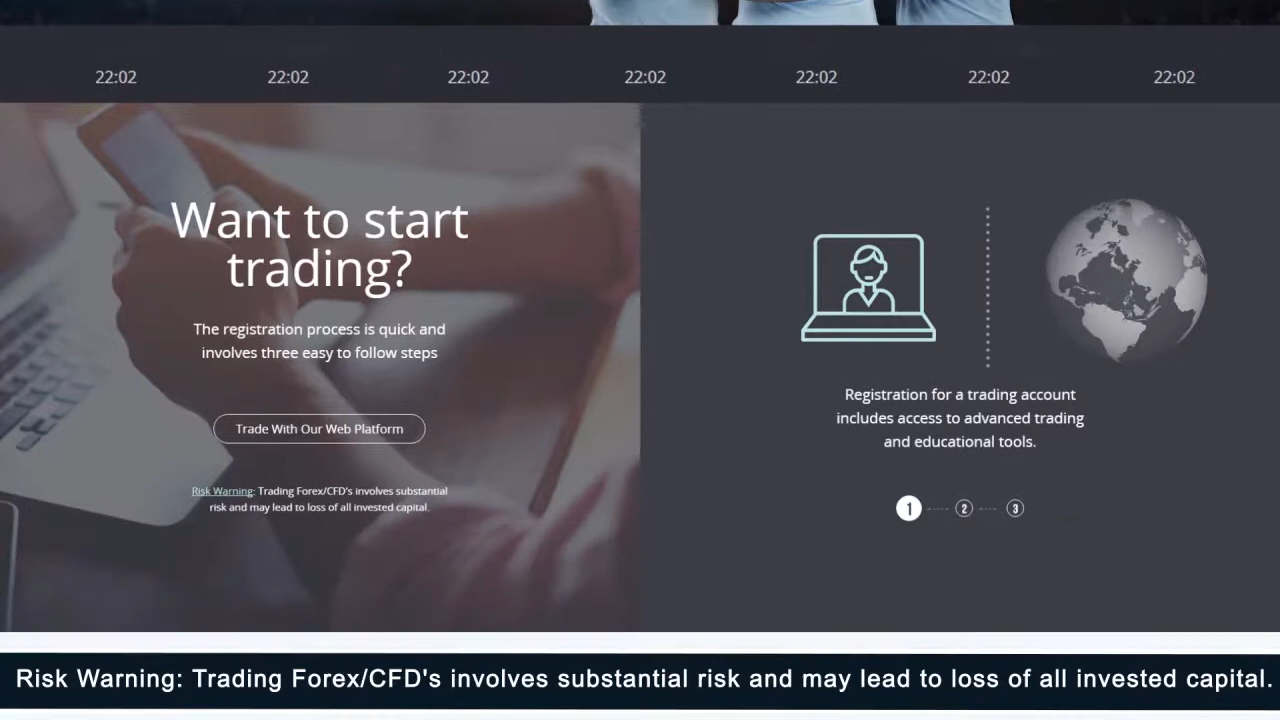 22:02 22:02 22:02 22:02 22:02 22:02 22:02
Want to start
trading?
The registration process is quick and
involves three easy to follow steps
Trade With Our Web Platform
Risk Warning: Trading Forex/CFD's involves substantial
risk and may lead to loss of all invested capital.
Registration for a trading account
includes access to advanced trading
and educational tools.
1 2 3
Risk Warning: Trading Forex/CFD's involves substantial risk and may lead to loss of all invested capital.